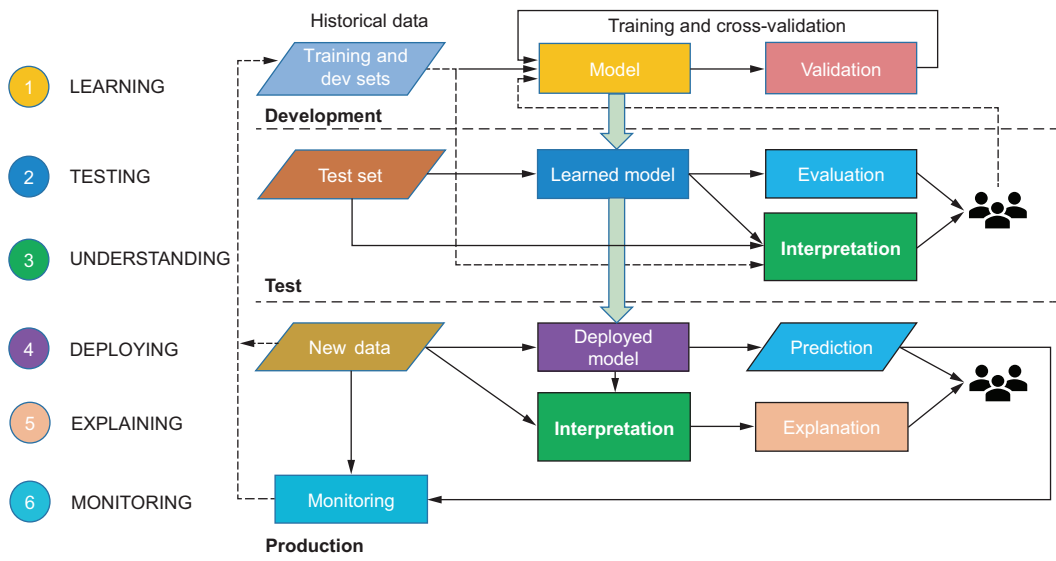 Historical data
Training and cross-validation
Training and
dev sets
Model
Validation
1
LEARNING
Development
2
TESTING
Test set
Learned model
Evaluation
3
UNDERSTANDING
Interpretation
Test
4
DEPLOYING
New data
Deployed
model
Prediction
5
EXPLAINING
Interpretation
Explanation
6
MONITORING
Monitoring
Production